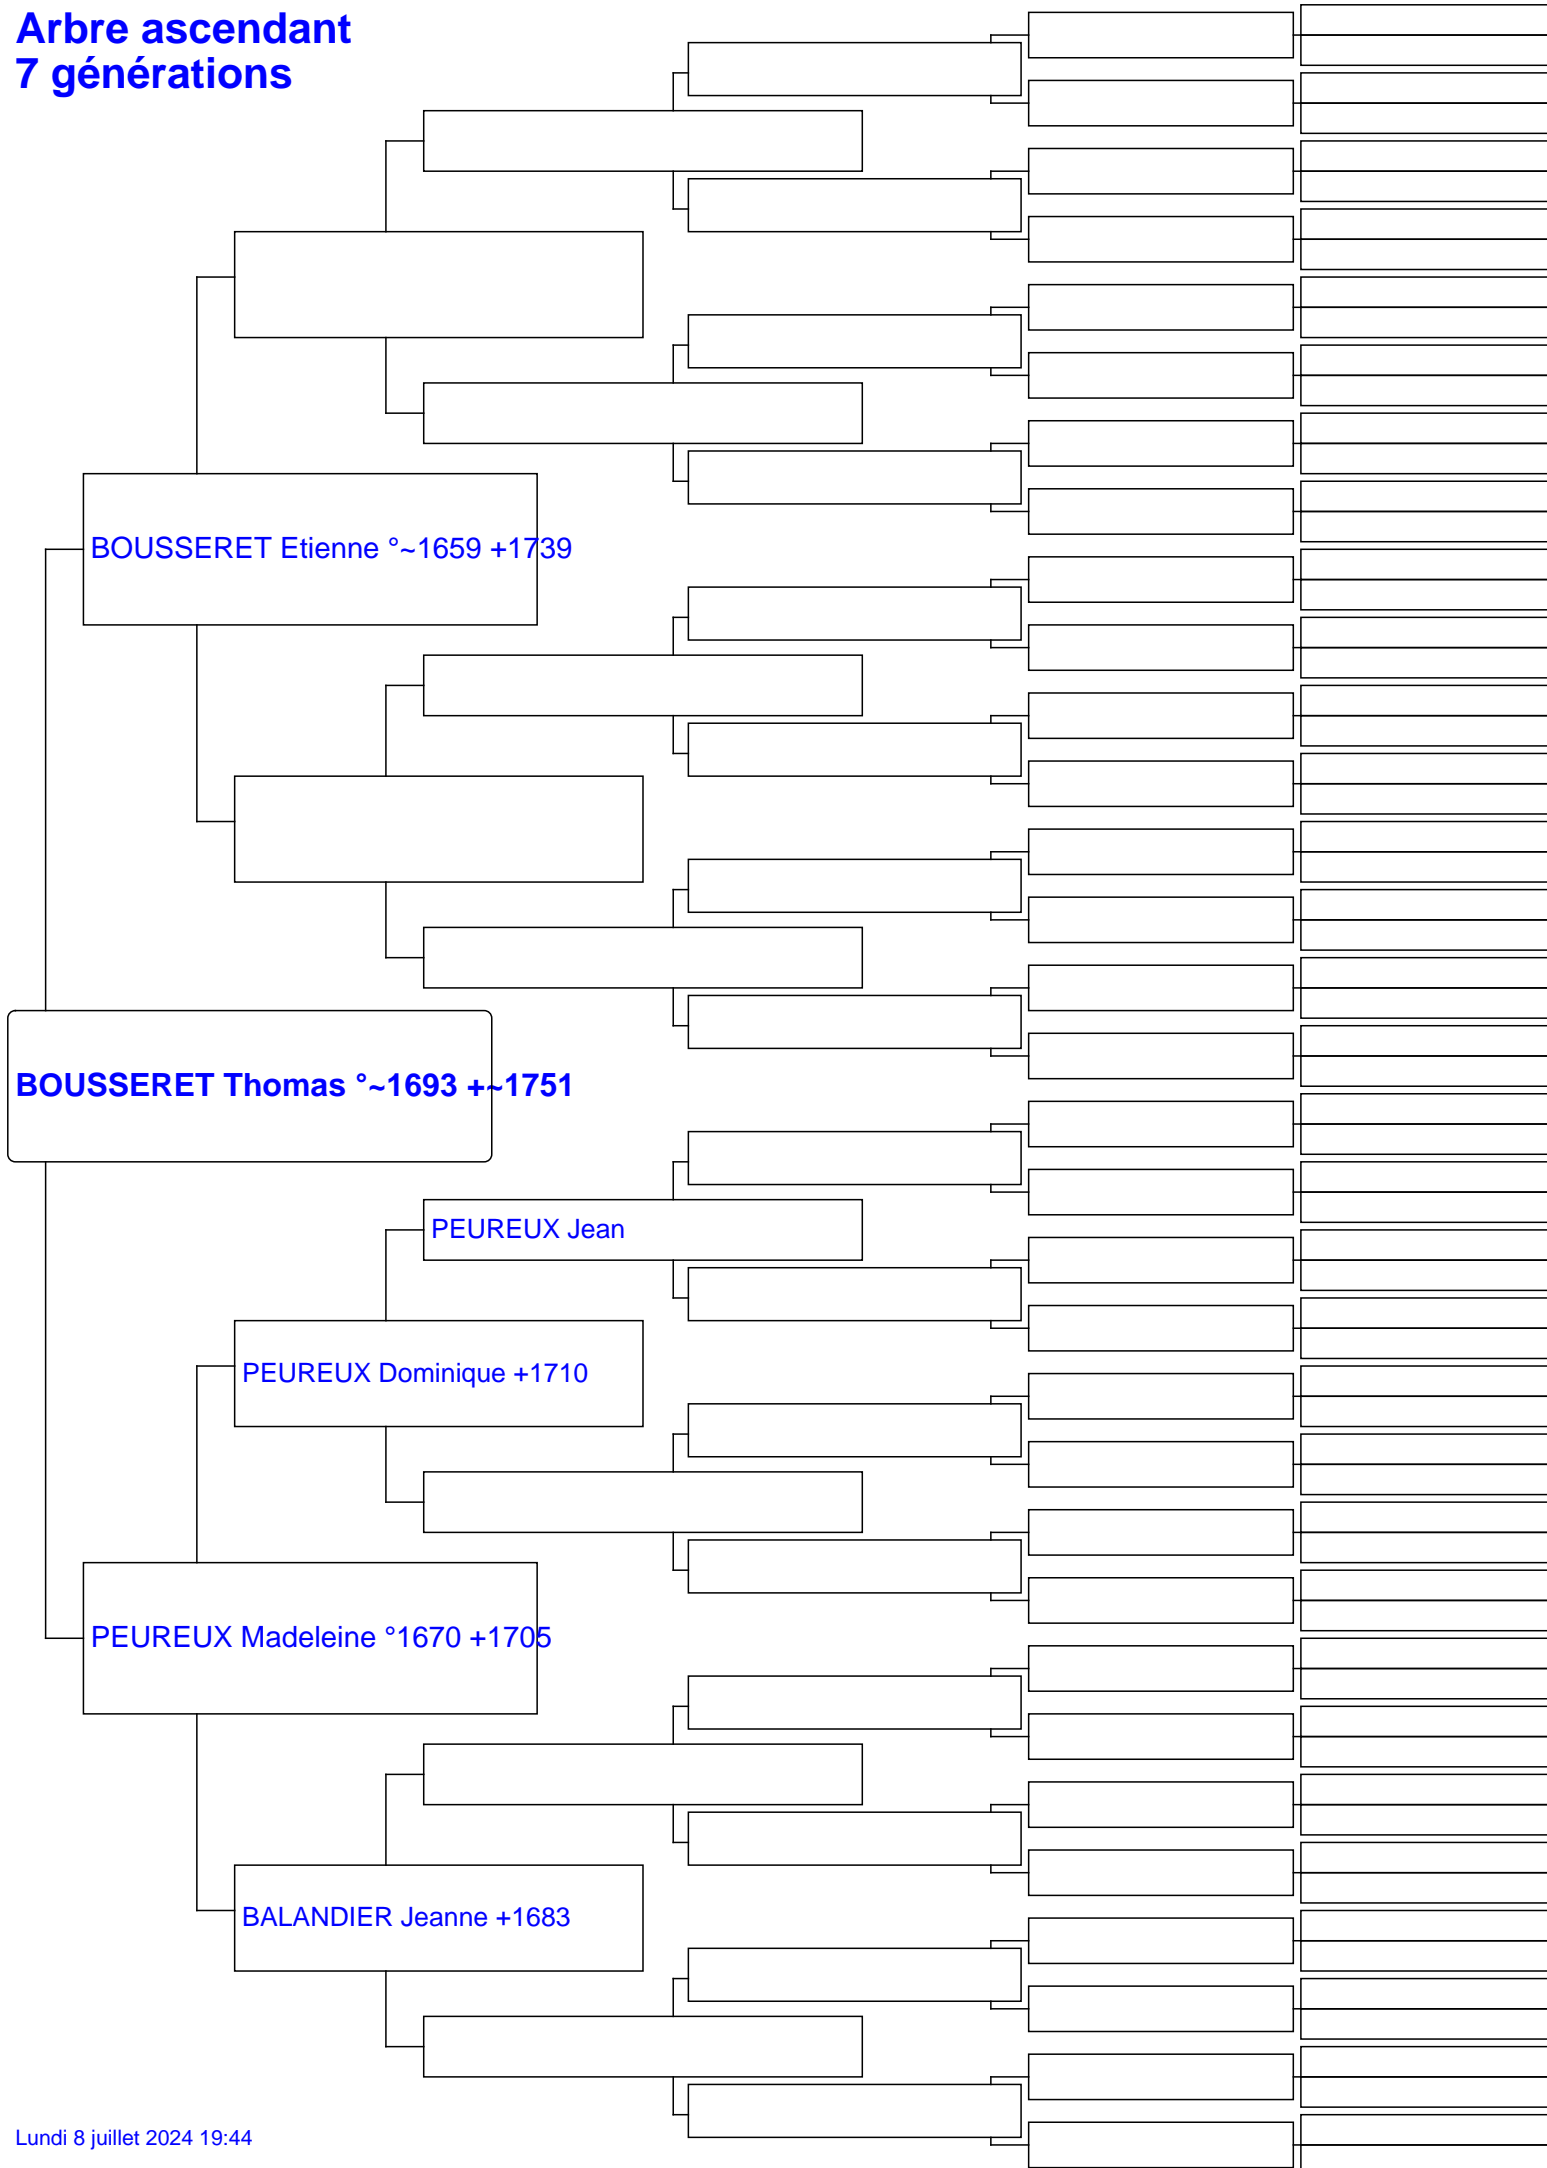 Arbre ascendant
7 générations
BOUSSERET Etienne °~1659 +1739
BOUSSERET Thomas °~1693 +~1751
PEUREUX Jean
PEUREUX Dominique +1710
PEUREUX Madeleine °1670 +1705
BALANDIER Jeanne +1683
Lundi 8 juillet 2024 19:44